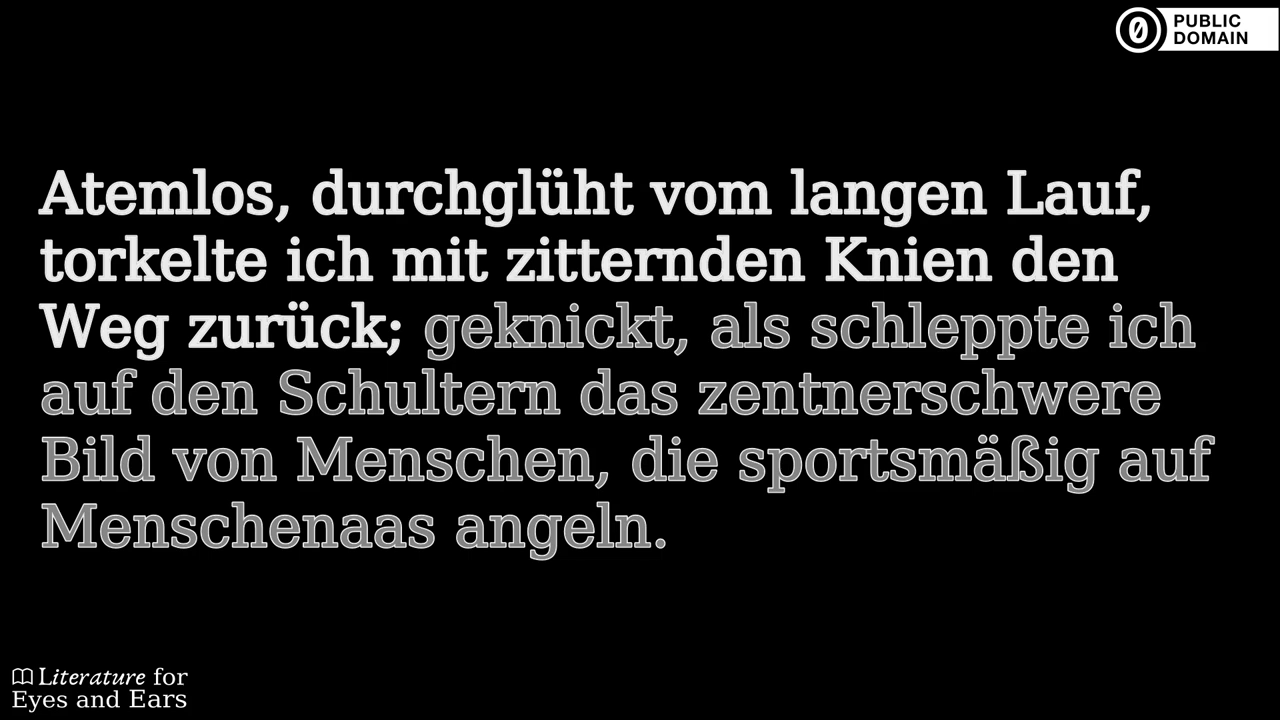 PUBLIC
DOMAIN
Atemlos, durchglüht vom langen Lauf,
torkelte ich mit zitternden Knien den
Weg zurück; geknickt, als schleppte ich
auf den Schultern das zentnerschwere
Bild von Menschen, die sportsmäßig auf
Menschenaas angeln.
Literature for
Eyes and Ears